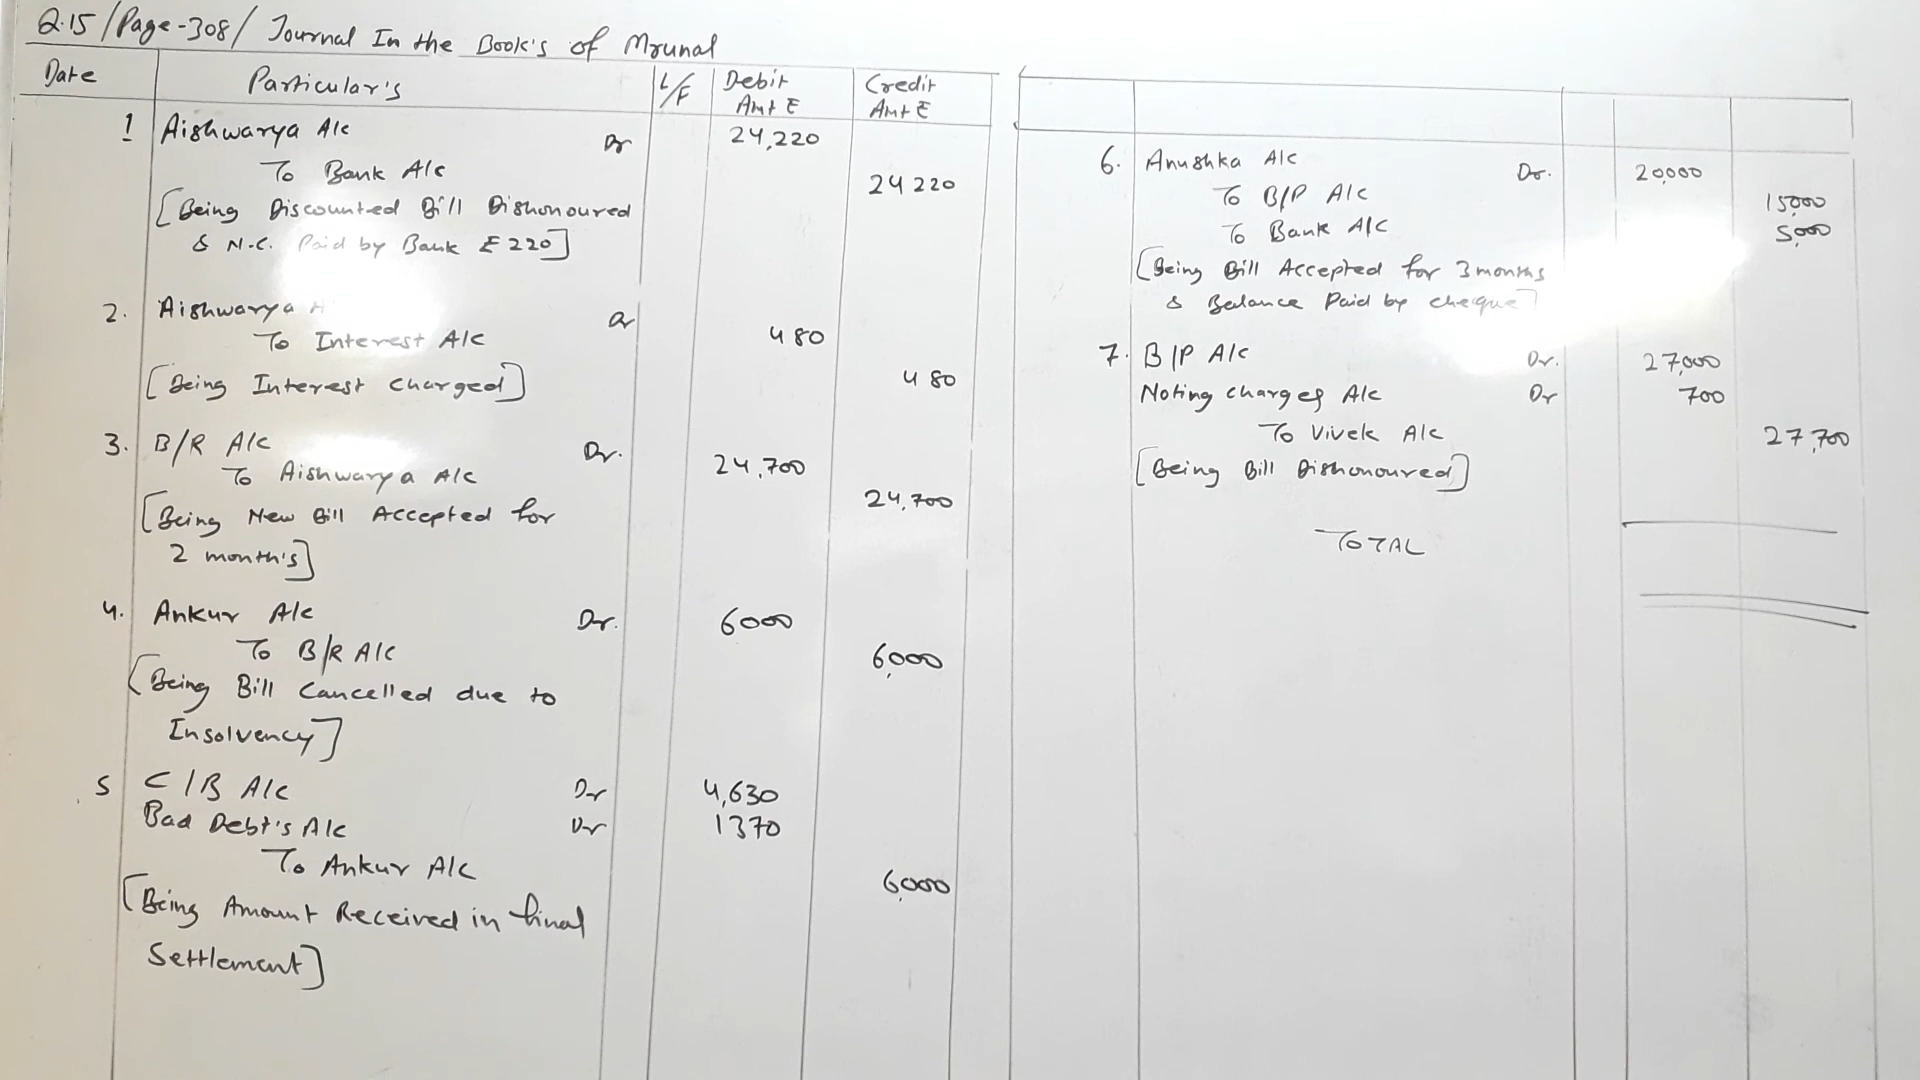 Q.15 / Page-308 / Journal In the Book's of Mrunal
Date Particular's L/F Debit Amt ₹ Credit Amt ₹
1 Aishwarya A/c Dr 24,220
To Bank A/c 24220
[Being Discounted Bill Dishonoured
& N.C. Paid by Bank ₹ 220]
2. Aishwarya Dr 480
To Interest A/c 480
[Being Interest charged]
3. B/R A/c Dr. 24,700
To Aishwarya A/c 24,700
[Being New Bill Accepted for
2 month's]
4. Ankur A/c Dr. 6000
To B/R A/c 6,000
[Being Bill Cancelled due to
Insolvency]
5 C/B A/c Dr 4,630
Bad Debt's A/c Dr 1370
To Ankur A/c 6,000
[Being Amount Received in final
Settlement]
6. Anushka A/c Dr. 20,000
To B/P A/c 15,000
To Bank A/c 5,000
[Being Bill Accepted for 3 months
& Balance Paid by cheque]
7. B/P A/c Dr. 27,000
Noting charges A/c Dr 700
To Vivek A/c 27,700
[Being Bill Dishonoured]
TOTAL